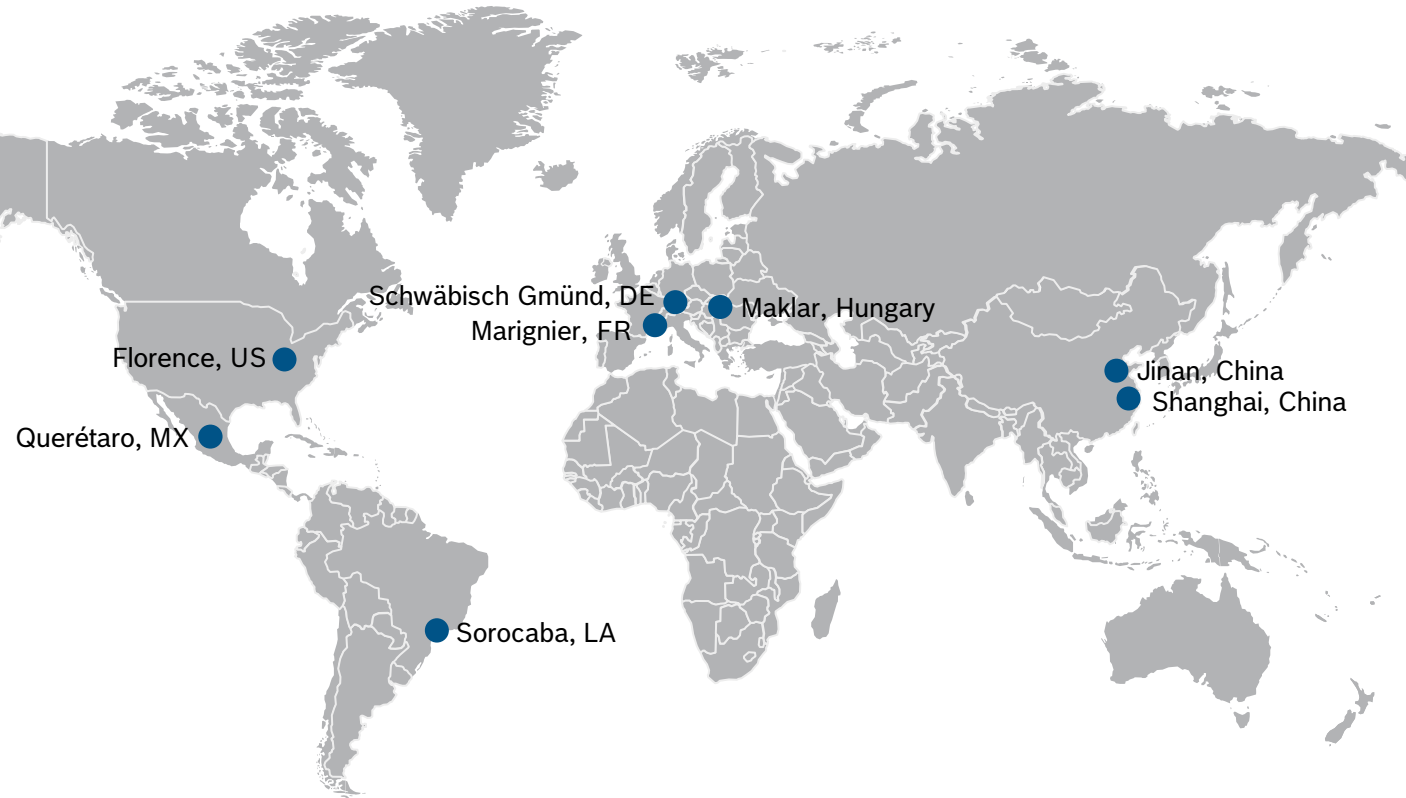 Schwäbisch Gmünd, DE
Maklar, Hungary
Marignier, FR
Florence, US
Jinan, China
Shanghai, China
Querétaro, MX
Sorocaba, LA